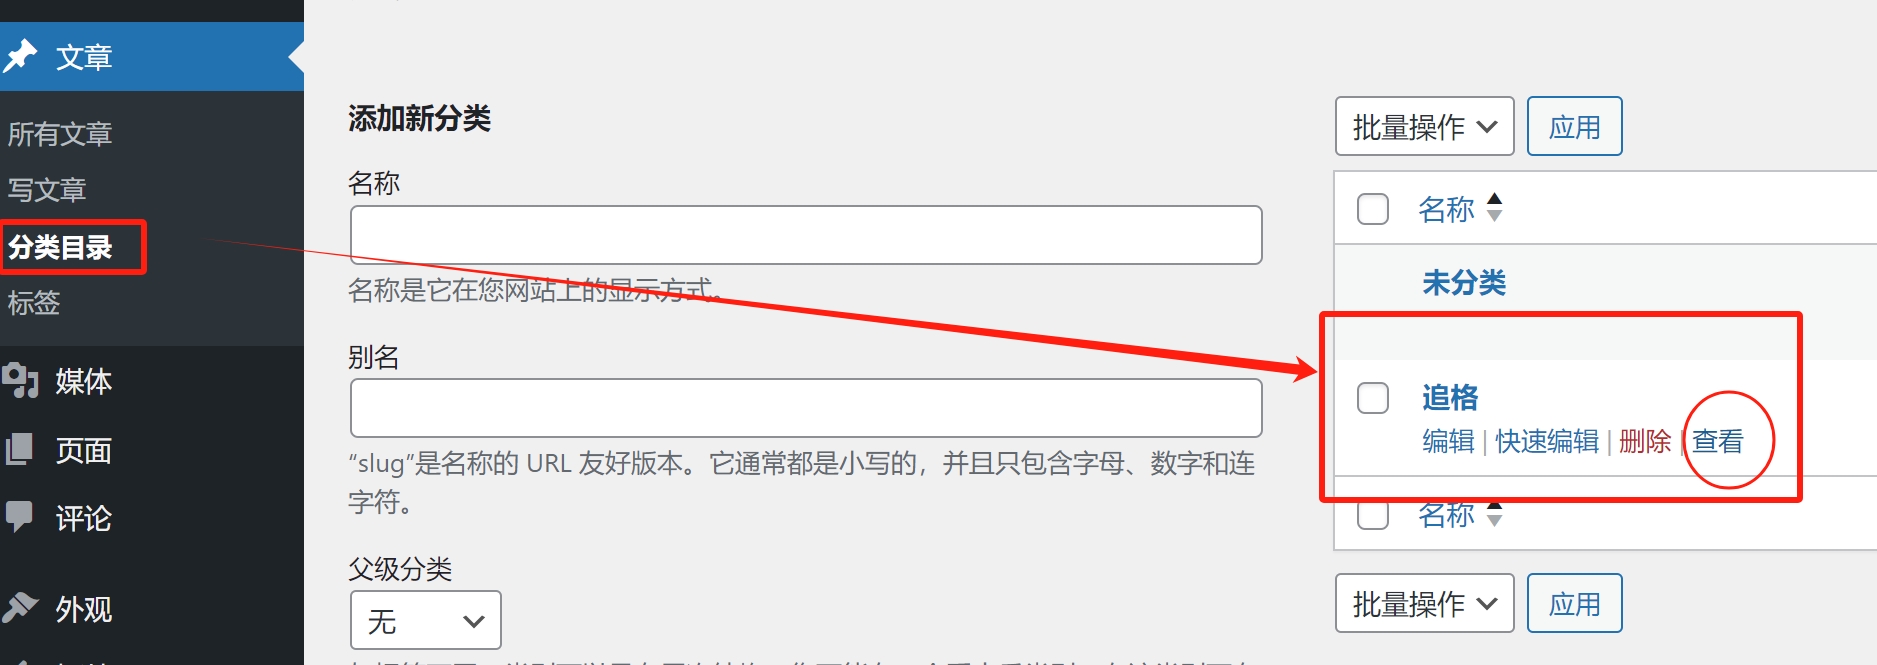 文章
所有文章
写文章
分类目录
标签
媒体
页面
评论
外观
添加新分类
名称
名称是它在您网站上的显示方式。
别名
“slug”是名称的 URL 友好版本。它通常都是小写的，并且只包含字母、数字和连
字符。
父级分类
无
批量操作 应用
名称
未分类
追格
编辑 | 快速编辑 | 删除 | 查看
名称
批量操作 应用